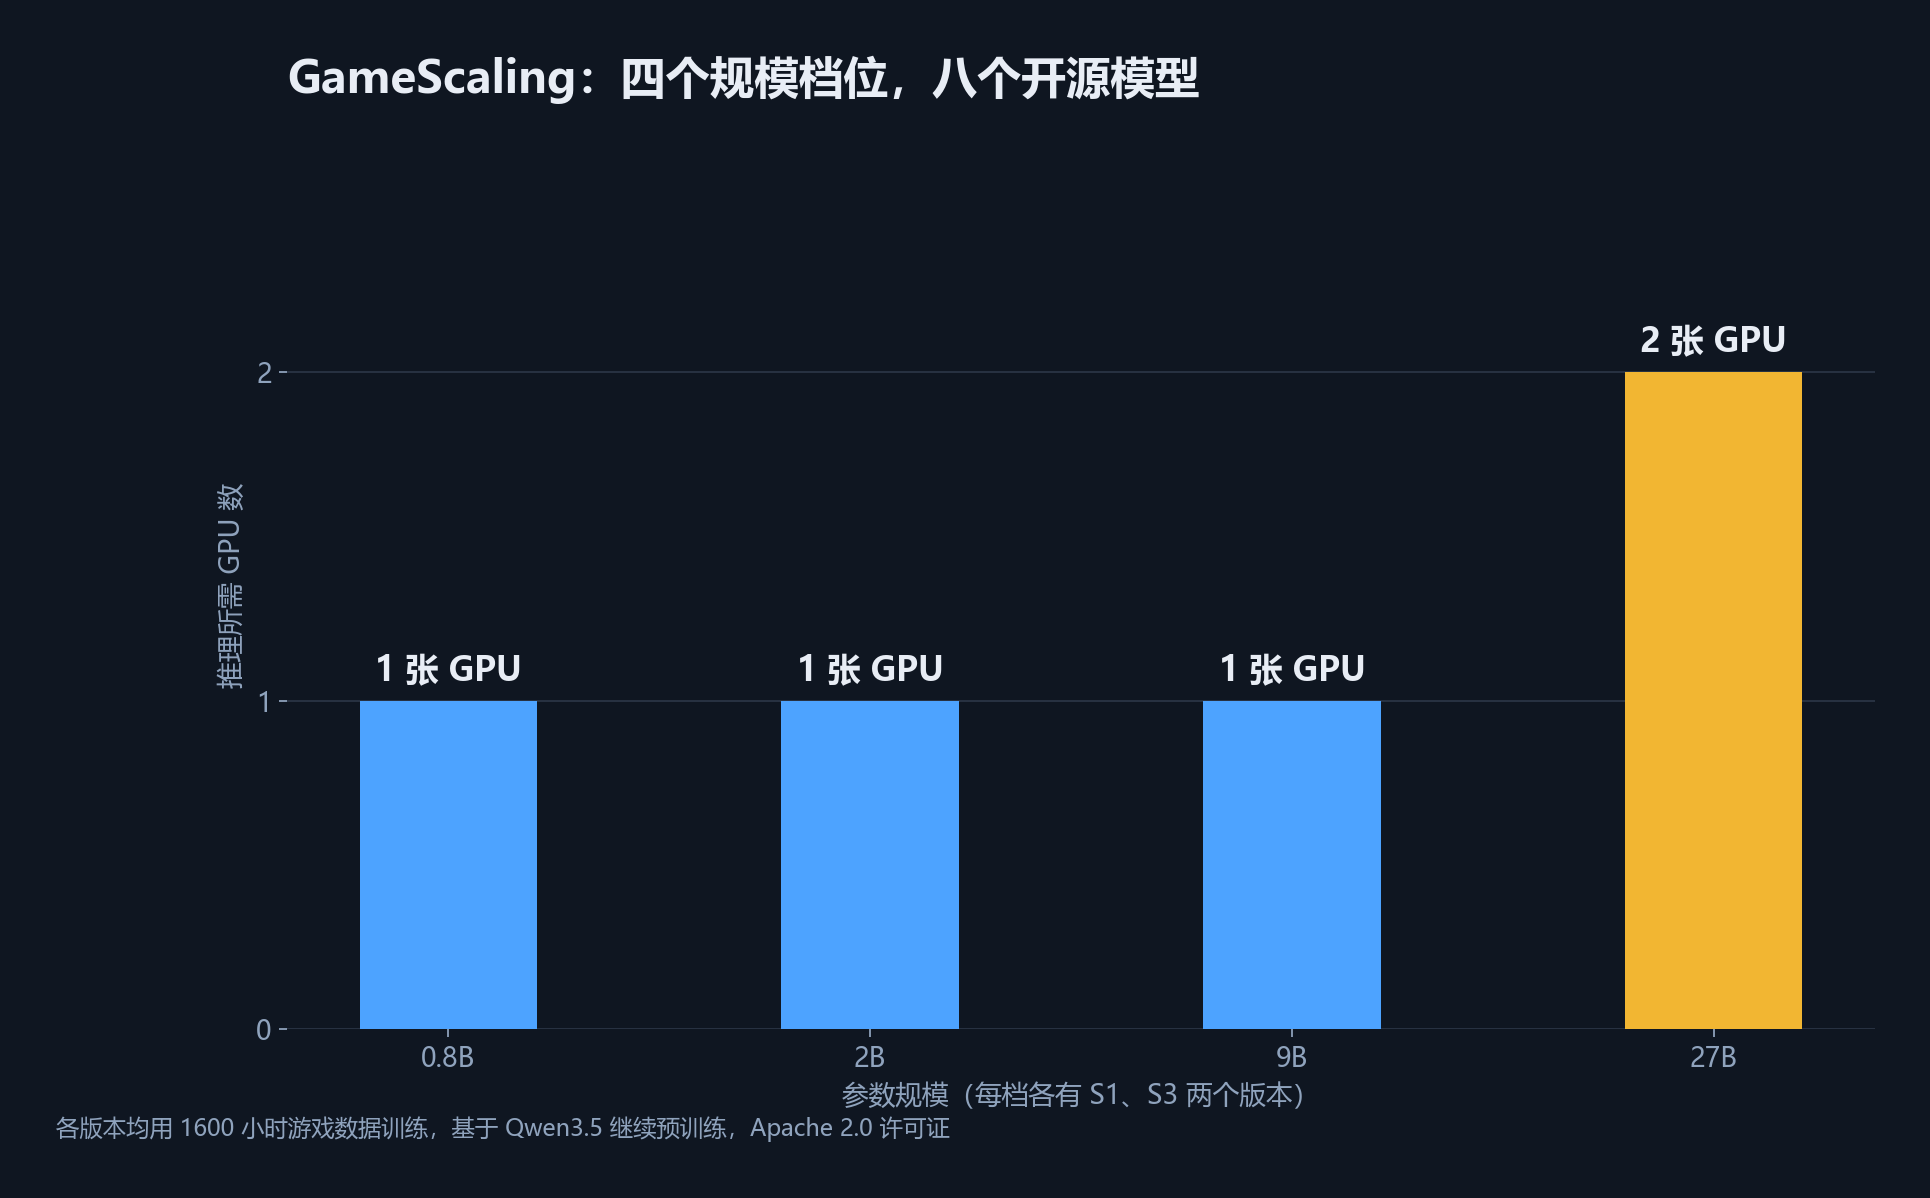 GameScaling：四个规模档位，八个开源模型
推理所需 GPU 数
2
1
0
1 张 GPU
1 张 GPU
1 张 GPU
2 张 GPU
0.8B
2B
9B
27B
参数规模（每档各有 S1、S3 两个版本）
各版本均用 1600 小时游戏数据训练，基于 Qwen3.5 继续预训练，Apache 2.0 许可证